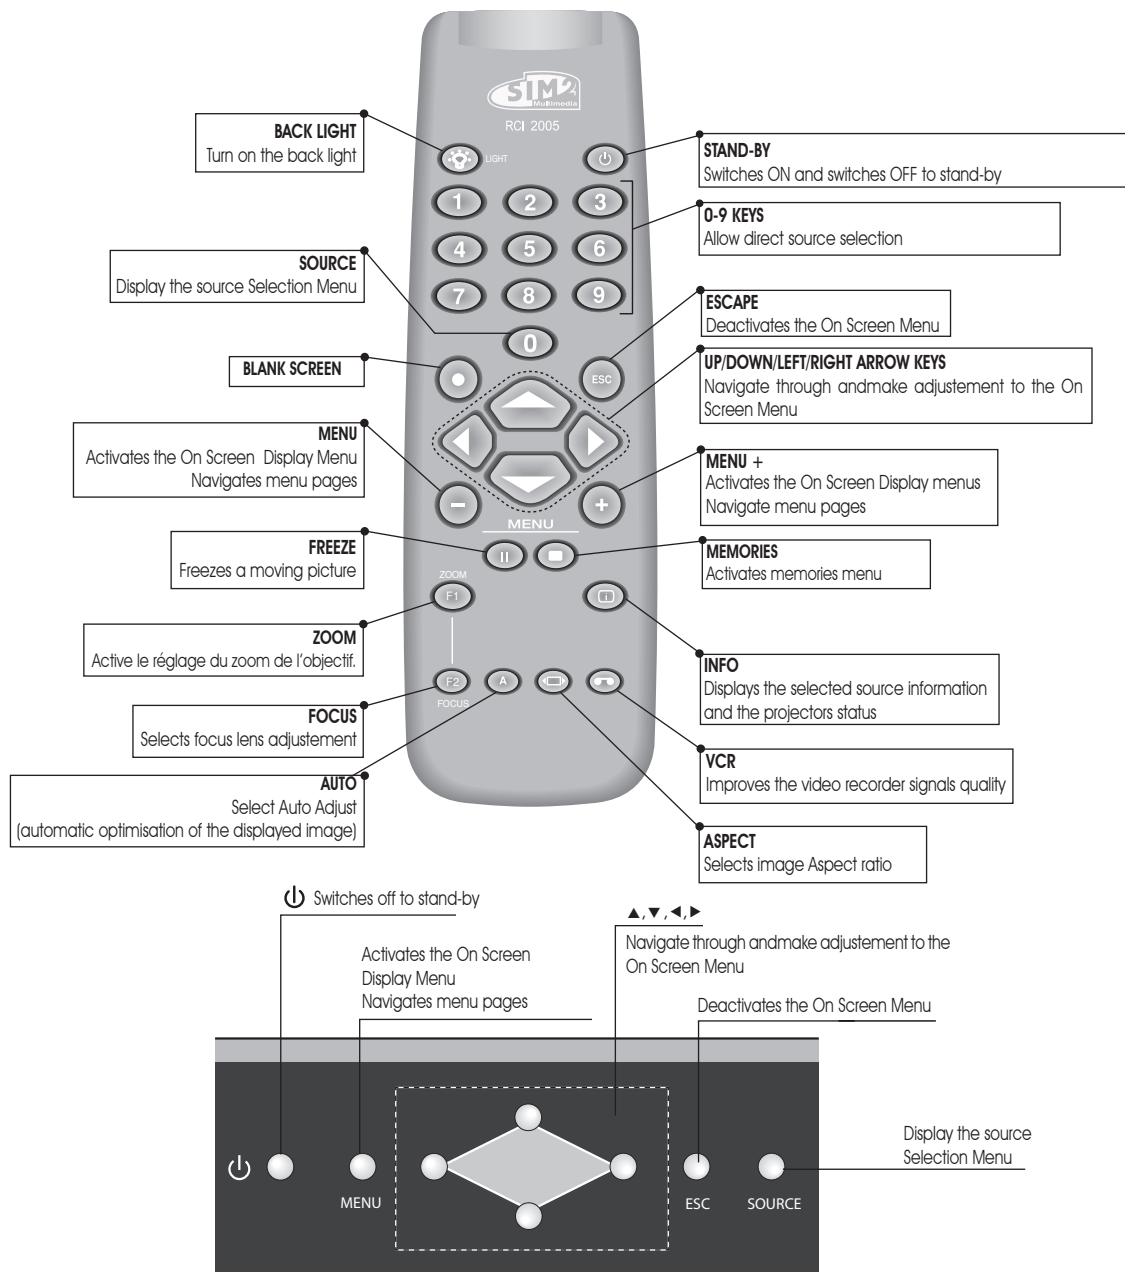 SIM2
Multimedia
RCI 2005
LIGHT
1 2 3
4 5 6
7 8 9
0
ESC
MENU
ZOOM
F1
i
F2
A
FOCUS
BACK LIGHT
Turn on the back light
SOURCE
Display the source Selection Menu
BLANK SCREEN
MENU
Activates the On Screen Display Menu
Navigates menu pages
FREEZE
Freezes a moving picture
ZOOM
Active le réglage du zoom de l'objectif.
FOCUS
Selects focus lens adjustement
AUTO
Select Auto Adjust
(automatic optimisation of the displayed image)
STAND-BY
Switches ON and switches OFF to stand-by
0-9 KEYS
Allow direct source selection
ESCAPE
Deactivates the On Screen Menu
UP/DOWN/LEFT/RIGHT ARROW KEYS
Navigate through andmake adjustement to the On
Screen Menu
MENU +
Activates the On Screen Display menus
Navigate menu pages
MEMORIES
Activates memories menu
INFO
Displays the selected source information
and the projectors status
VCR
Improves the video recorder signals quality
ASPECT
Selects image Aspect ratio
Switches off to stand-by
Activates the On Screen
Display Menu
Navigates menu pages
▲,▼,◀,▶
Navigate through andmake adjustement to the
On Screen Menu
Deactivates the On Screen Menu
Display the source
Selection Menu
MENU
ESC
SOURCE